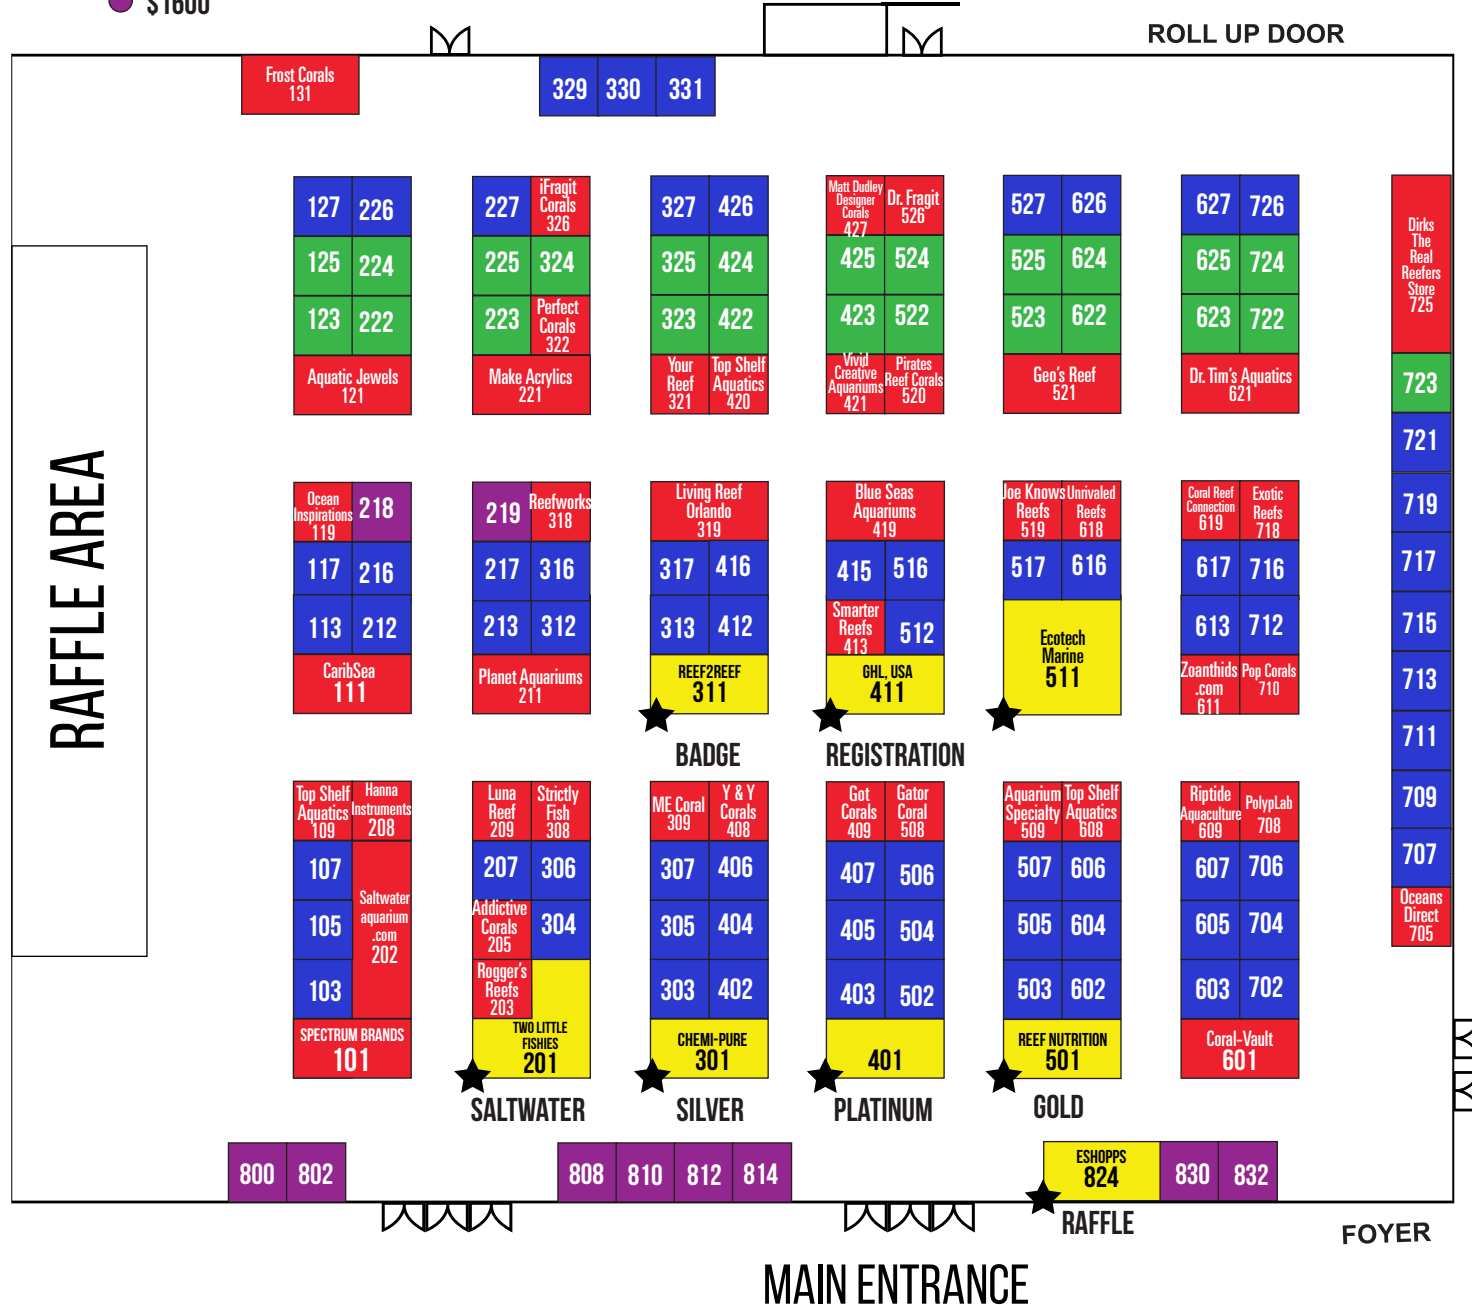 $1600
ROLL UP DOOR
Frost Corals
131
329 330 331
127 226
227 iFragit
Corals
326
327 426
Matt Dudley
Designer
Corals
427
Dr. Fragit
526
527 626
627 726
125 224
225 324
325 424
425 524
525 624
625 724
123 222
223 Perfect
Corals
322
323 422
423 522
523 622
623 722
Aquatic Jewels
121
Make Acrylics
221
Your
Reef
321
Top Shelf
Aquatics
420
Vivid
Creative
Aquariums
421
Pirates
Reef Corals
520
Geo's Reef
521
Dr. Tim's Aquatics
621
Dirks
The
Real
Reefers
Store
725
723
721
719
717
715
713
711
709
707
Oceans
Direct
705
RAFFLE AREA
Ocean
Inspirations
119
218
219
Reefworks
318
Living Reef
Orlando
319
Blue Seas
Aquariums
419
Joe Knows
Reefs
519
Unrivaled
Reefs
618
Coral Reef
Connection
619
Exotic
Reefs
718
117 216
217 316
317 416
415 516
517 616
617 716
113 212
213 312
313 412
Smarter
Reefs
413
512
Ecotech
Marine
511
613 712
CaribSea
111
Planet Aquariums
211
REEF2REEF
311
GHL, USA
411
Zoanthids
.com
611
Pop Corals
710
BADGE
REGISTRATION
Top Shelf
Aquatics
109
Hanna
Instruments
208
Luna
Reef
209
Strictly
Fish
308
ME Coral
309
Y & Y
Corals
408
Got
Corals
409
Gator
Coral
508
Aquarium
Specialty
509
Top Shelf
Aquatics
608
Riptide
Aquaculture
609
PolypLab
708
107
Saltwater
aquarium
.com
202
207 306
307 406
407 506
507 606
607 706
105
Addictive
Corals
205
304
305 404
405 504
505 604
605 704
103
Rogger's
Reefs
203
303 402
403 502
503 602
603 702
SPECTRUM BRANDS
101
TWO LITTLE
FISHIES
201
CHEMI-PURE
301
401
REEF NUTRITION
501
Coral-Vault
601
SALTWATER
SILVER
PLATINUM
GOLD
800 802
808 810 812 814
ESHOPPS
824
830 832
RAFFLE
FOYER
MAIN ENTRANCE